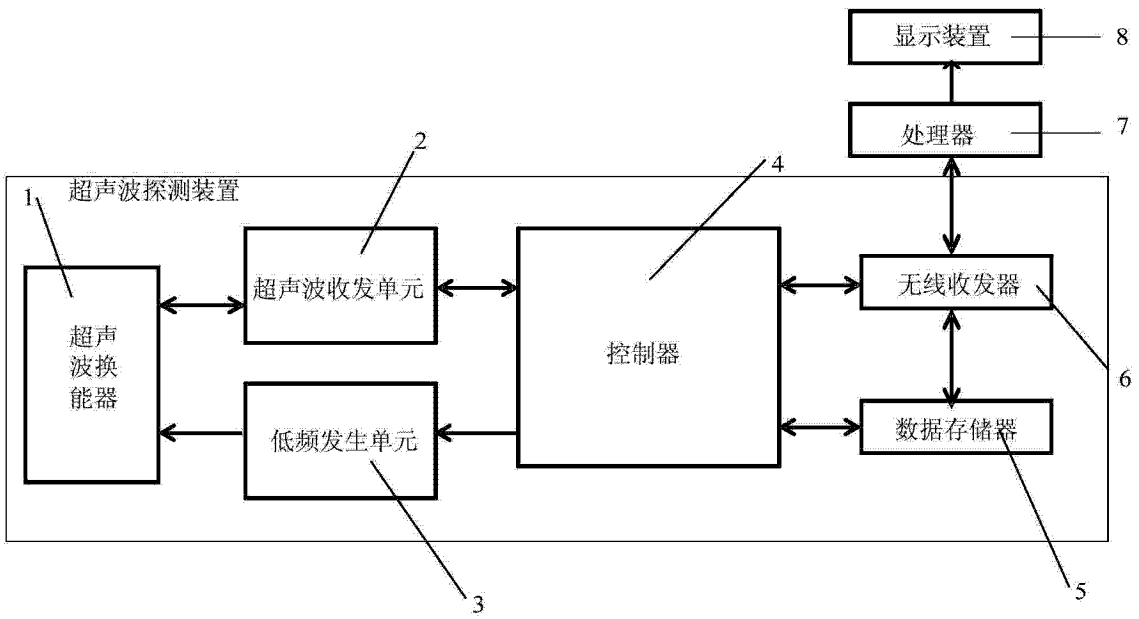 显示装置
8
处理器
7
2
4
超声波探测装置
1
超声波收发单元
无线收发器
超声
波换
能器
控制器
6
低频发生单元
数据存储器
3
5